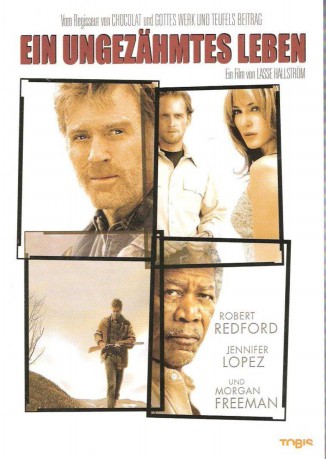 Vom Regisseur von CHOCOLAT und GOTTES WERK UND TEUFELS BEITRAG
EIN UNGEZÄHMTES LEBEN
Ein Film von LASSE HALLSTRÖM
ROBERT
REDFORD
JENNIFER
LOPEZ
UND
MORGAN
FREEMAN
TOBIS